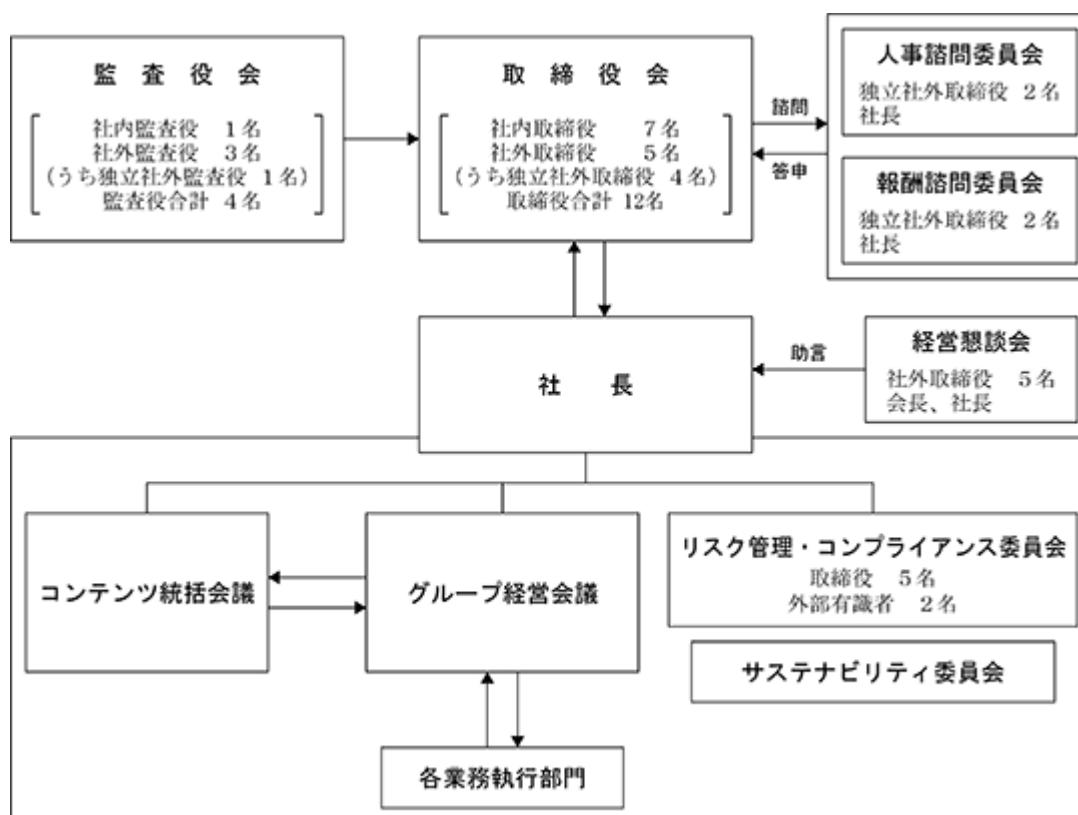 監査役会
社内監査役 1名
社外監査役 3名
(うち独立社外監査役 1名)
監査役合計 4名
取締役会
社内取締役 7名
社外取締役 5名
(うち独立社外取締役 4名)
取締役合計 12名
諮問
答申
人事諮問委員会
独立社外取締役 2名
社長
報酬諮問委員会
独立社外取締役 2名
社長
社長
助言
経営懇談会
社外取締役 5名
会長、社長
コンテンツ統括会議
グループ経営会議
リスク管理・コンプライアンス委員会
取締役 5名
外部有識者 2名
サステナビリティ委員会
各業務執行部門